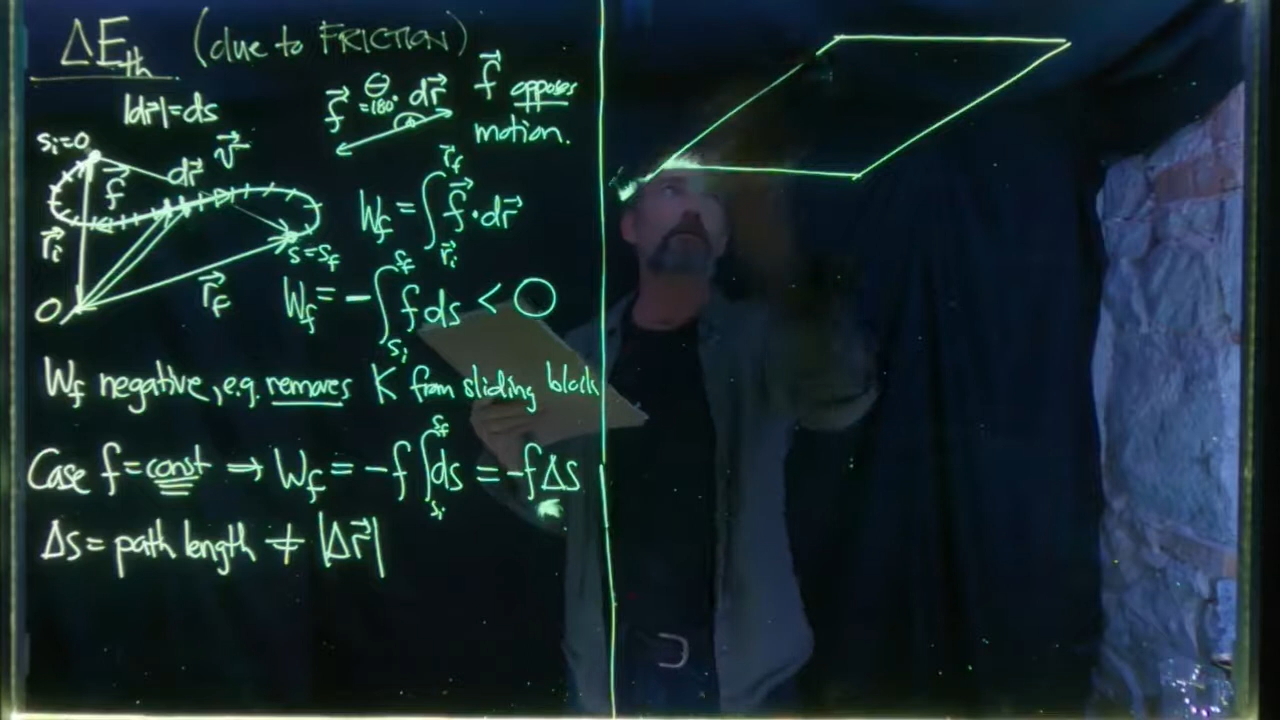 ΔE_th (due to FRICTION)
|dr⃗|=ds
f⃗ θ =180° dr⃗
f⃗ opposes
motion.
s_i=0
f⃗ dr⃗ v⃗
r⃗_i
s=s_f
O r⃗_f
W_f = ∫_{r⃗_i}^{r⃗_f} f⃗ · dr⃗
W_f = -∫_{s_i}^{s_f} f ds < 0
W_f negative, e.g. removes K from sliding block
Case f = const → W_f = -f ∫_{s_i}^{s_f} ds = -fΔs
Δs = path length ≠ |Δr⃗|